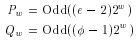 P_w = Odd((e − 2)2^w)
Q_w = Odd((ϕ − 1)2^w)